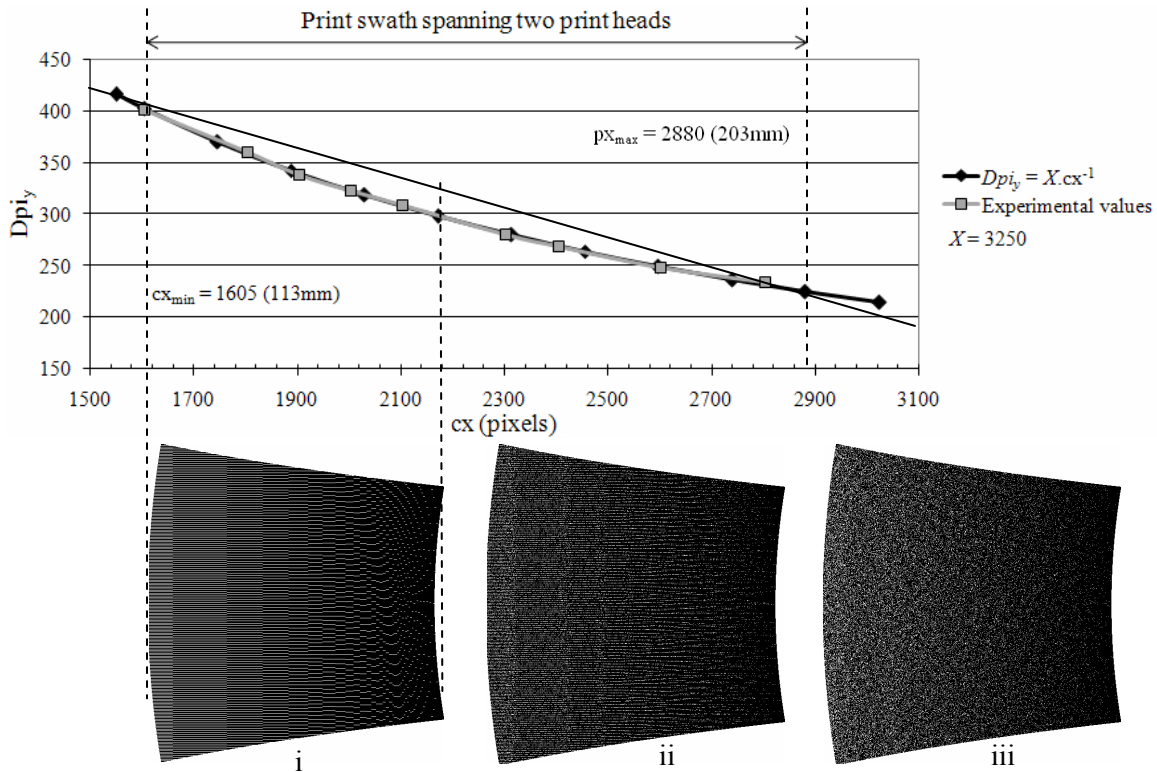 Print swath spanning two print heads
450
400
350
300
250
200
150
Dpiy
pxmax = 2880 (203mm)
cxmin = 1605 (113mm)
Dpiy = X.cx-1
Experimental values
X = 3250
1500 1700 1900 2100 2300 2500 2700 2900 3100
cx (pixels)
i ii iii